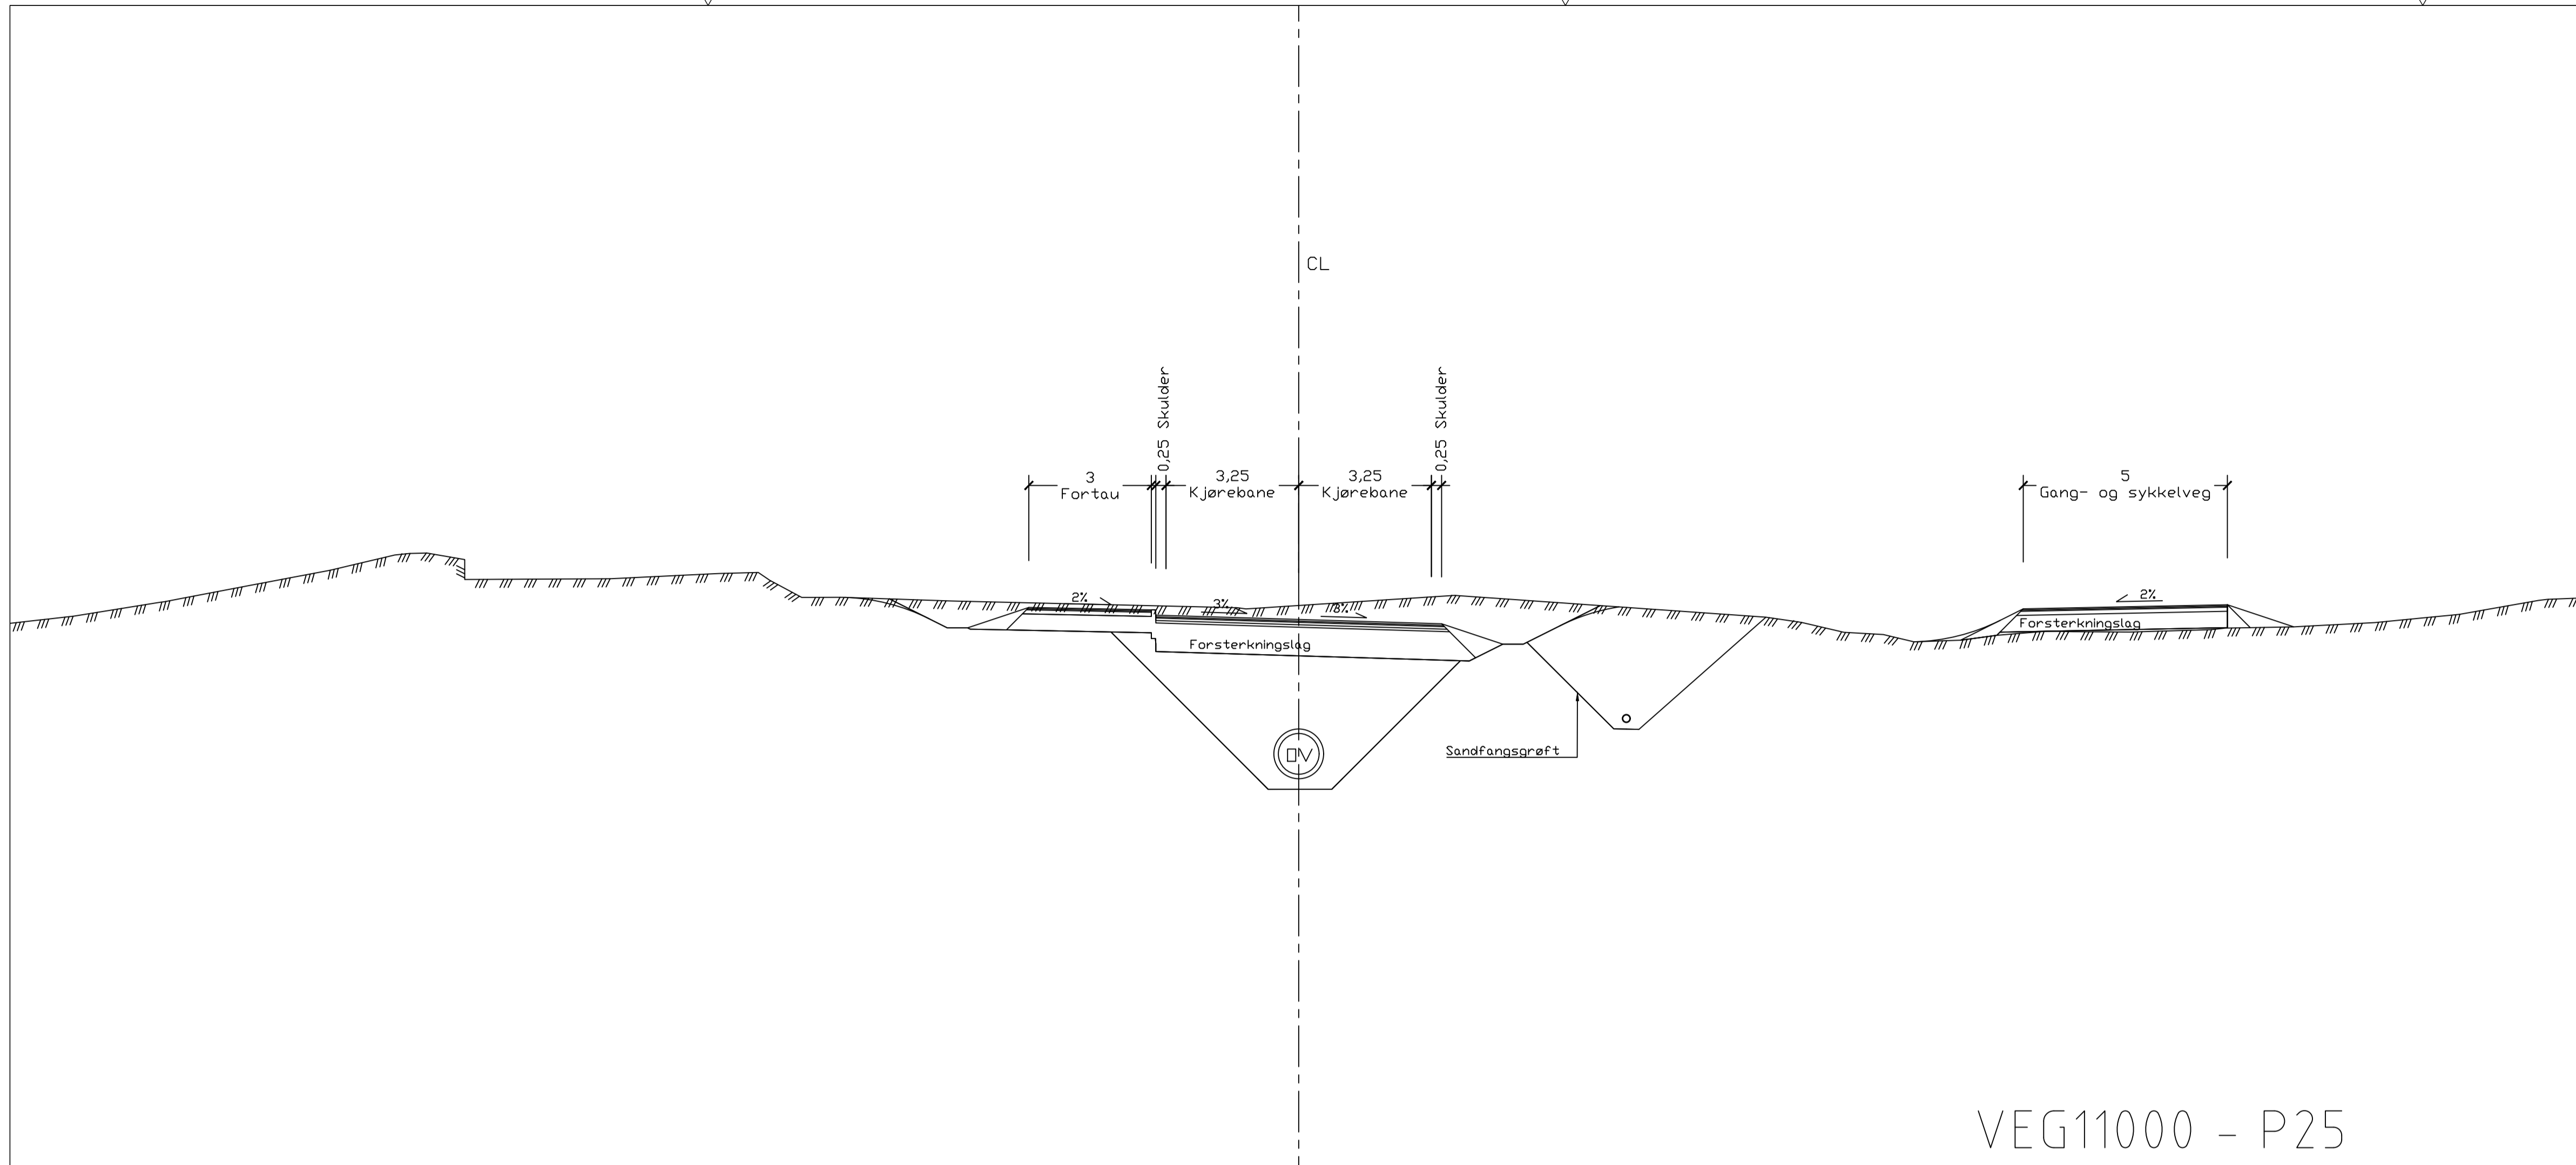 CL
0,25 Skulder
0,25 Skulder
3
Fortau
3,25
Kjørebane
3,25
Kjørebane
5
Gang- og sykkelveg
2%
3%
3%
2%
Forsterkningslag
Forsterkningslag
Sandfangsgrøft
OV
VEG11000 - P25